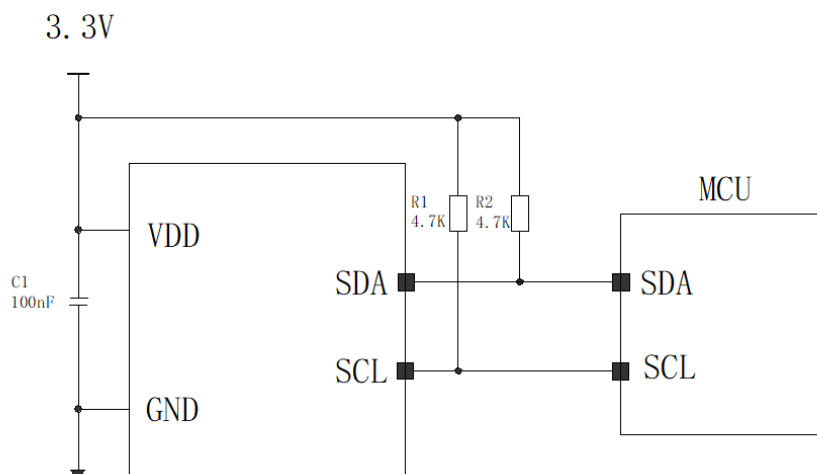 3.3V
R1
4.7K
R2
4.7K
MCU
VDD
C1
100nF
SDA
SDA
SCL
SCL
GND